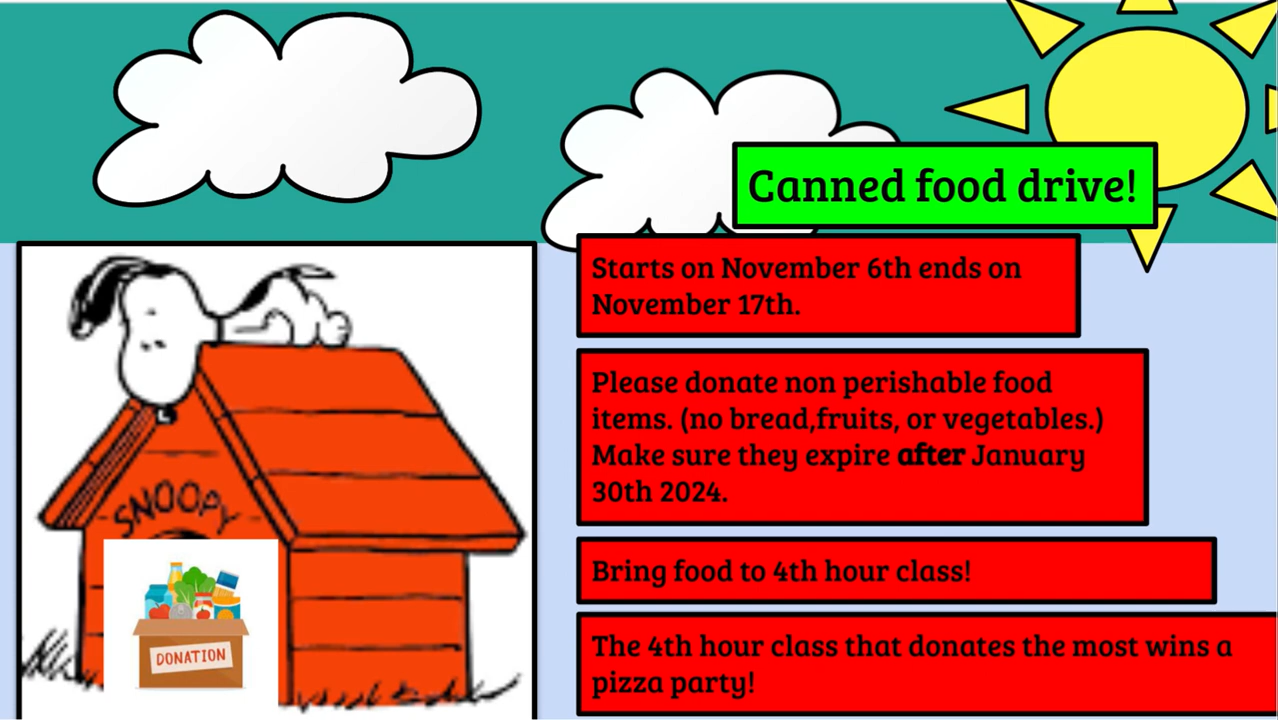 Canned food drive!
Starts on November 6th ends on
November 17th.
Please donate non perishable food
items. (no bread,fruits, or vegetables.)
Make sure they expire after January
30th 2024.
Bring food to 4th hour class!
The 4th hour class that donates the most wins a
pizza party!
SNOOPY
DONATION